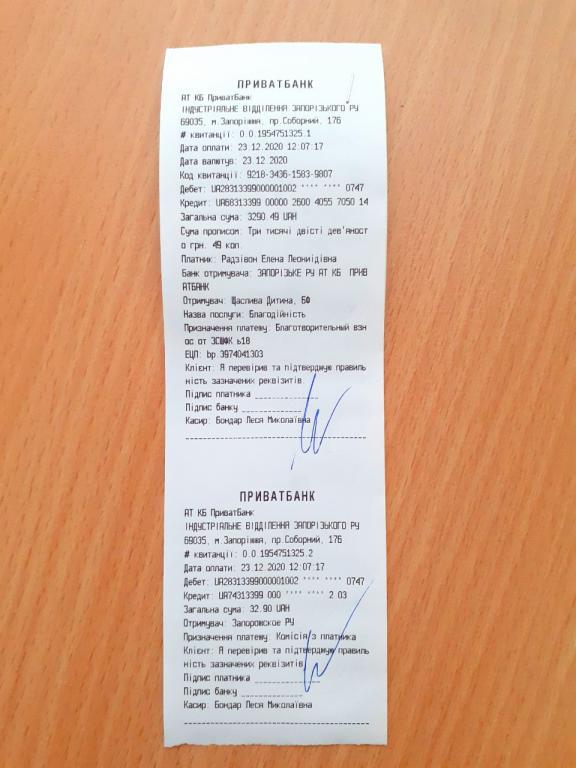 ПРИВАТБАНК
АТ КБ ПриватБанк
ІНДУСТРІАЛЬНЕ ВІДДІЛЕННЯ ЗАПОРІЗЬКОГО РУ
69035, м.Запоріжжя, пр.Соборний, 176
# квитанції: 0.0.1954751325.1
Дата оплати: 23.12.2020 12:07:17
Дата валютув: 23.12.2020
Код квитанції: 9218-3436-1583-9807
Дебет: UA28313399000001002 **** **** 0747
Кредит: UA68313399 00000 2600 4055 7050 14
Загальна сума: 3290.49 UAH
Сума прописом: Три тисячі двісті дев'яност
о грн. 49 коп.
Платник: Радзівон Елена Леонидівна
Банк отримувача: ЗАПОРІЗЬКЕ РУ АТ КБ ПРИВ
АТБАНК
Отримувач: Щаслива Дитина, БФ
Назва послуги: Благодійність
Призначення платежу: Благотворительный взн
ос от ЗСШФК ь18
ЕЦП: bp.3974041303
Клієнт: Я перевірив та підтверджую правиль
ність зазначених реквізитів.
Підпис платника
Підпис банку
Касир: Бондар Леся Миколаївна
ПРИВАТБАНК
АТ КБ ПриватБанк
ІНДУСТРІАЛЬНЕ ВІДДІЛЕННЯ ЗАПОРІЗЬКОГО РУ
69035, м.Запоріжжя, пр.Соборний, 176
# квитанції: 0.0.1954751325.2
Дата оплати: 23.12.2020 12:07:17
Дебет: UA28313399000001002 **** **** 0747
Кредит: UA74313399 000 **** **** 2 03
Загальна сума: 32.90 UAH
Отримувач: Запорожское РУ
Призначення платежу: Комісія з платника
Клієнт: Я перевірив та підтверджую правиль
ність зазначених реквізитів.
Підпис платника
Підпис банку
Касир: Бондар Леся Миколаївна